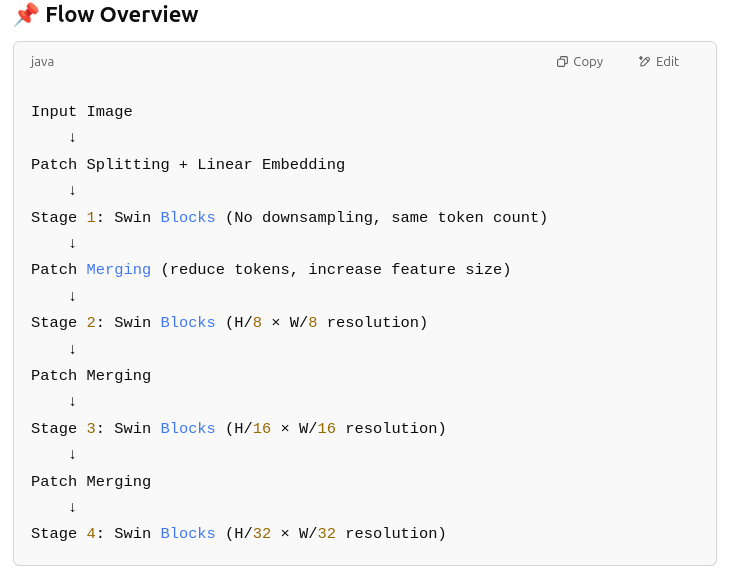 📌 Flow Overview
java Copy Edit
Input Image
↓
Patch Splitting + Linear Embedding
↓
Stage 1: Swin Blocks (No downsampling, same token count)
↓
Patch Merging (reduce tokens, increase feature size)
↓
Stage 2: Swin Blocks (H/8 × W/8 resolution)
↓
Patch Merging
↓
Stage 3: Swin Blocks (H/16 × W/16 resolution)
↓
Patch Merging
↓
Stage 4: Swin Blocks (H/32 × W/32 resolution)